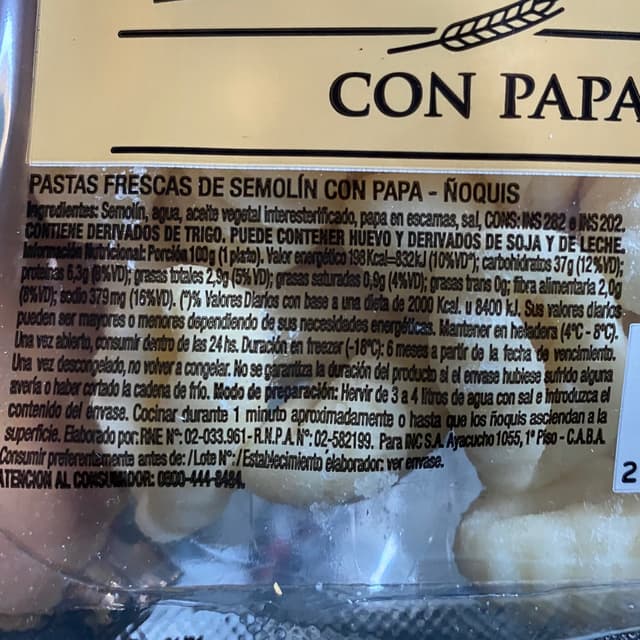 CON PAPA
PASTAS FRESCAS DE SEMOLÍN CON PAPA - ÑOQUIS
Ingredientes: Semolín, agua, aceite vegetal interesterificado, papa en escamas, sal, CONS: INS 282 e INS 202
CONTIENE DERIVADOS DE TRIGO. PUEDE CONTENER HUEVO Y DERIVADOS DE SOJA Y DE LECHE.
Información Nutricional: Porción 100g (1 plato). Valor energético 198 Kcal=832kJ (10%VD*); carbohidratos 37g (12%VD);
proteínas 6,3g (8%VD); grasas totales 2,9g (5%VD); grasas saturadas 0,9g (4%VD); grasas trans 0g; fibra alimentaria 2,0g
(8%VD); sodio 379mg (16%VD). (*)% Valores Diarios con base a una dieta de 2000 Kcal. u 8400 kJ. Sus valores diarios
pueden ser mayores o menores dependiendo de sus necesidades energéticas. Mantener en heladera (4°C - 8°C).
Una vez abierto, consumir dentro de las 24 hs. Duración en freezer (-18°C): 6 meses a partir de la fecha de vencimiento.
Una vez descongelado, no volver a congelar. No se garantiza la duración del producto si el envase hubiese sufrido alguna
avería o haber cortado la cadena de frío. Modo de preparación: Hervir de 3 a 4 litros de agua con sal e introduzca el
contenido del envase. Cocinar durante 1 minuto aproximadamente o hasta que los ñoquis asciendan a la
superficie. Elaborado por: RNE N°: 02-033.961 - R.N.P.A. N°: 02-582199. Para INC S.A. Ayacucho 1055, 1° Piso - C.A.B.A.
Consumir preferentemente antes de: / Lote N°: / Establecimiento elaborador: ver envase.
ATENCION AL CONSUMIDOR: 0800-444-8484.
2